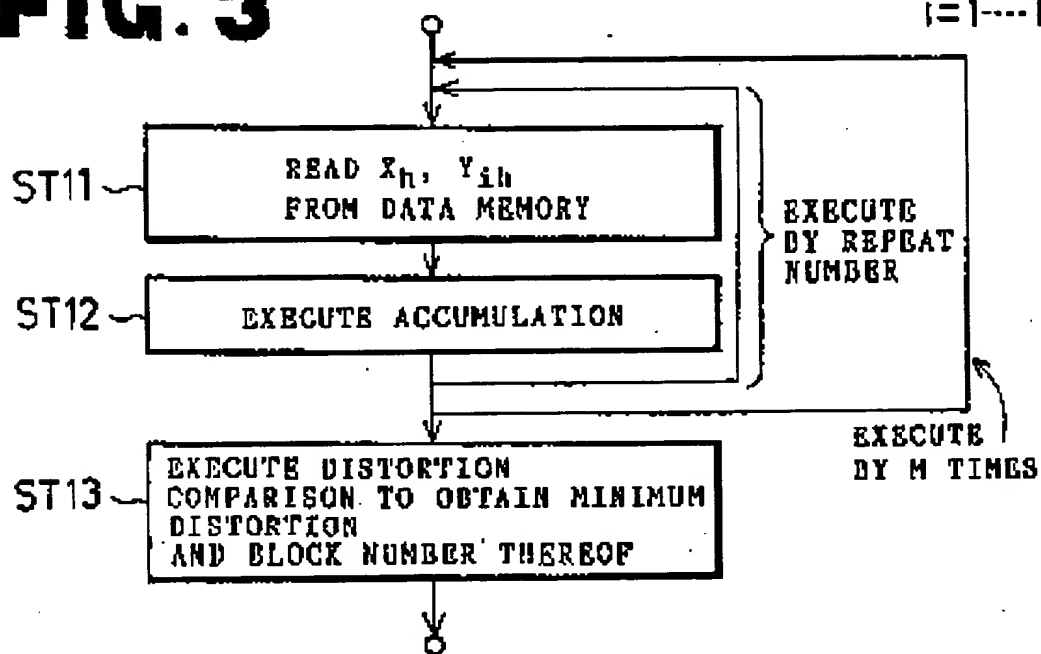 FIG. 3
ST11
READ Xh, Yih
FROM DATA MEMORY
ST12
EXECUTE ACCUMULATION
EXECUTE
BY REPEAT
NUMBER
EXECUTE
BY M TIMES
ST13
EXECUTE DISTORTION
COMPARISON TO OBTAIN MINIMUM
DISTORTION
AND BLOCK NUMBER THEREOF